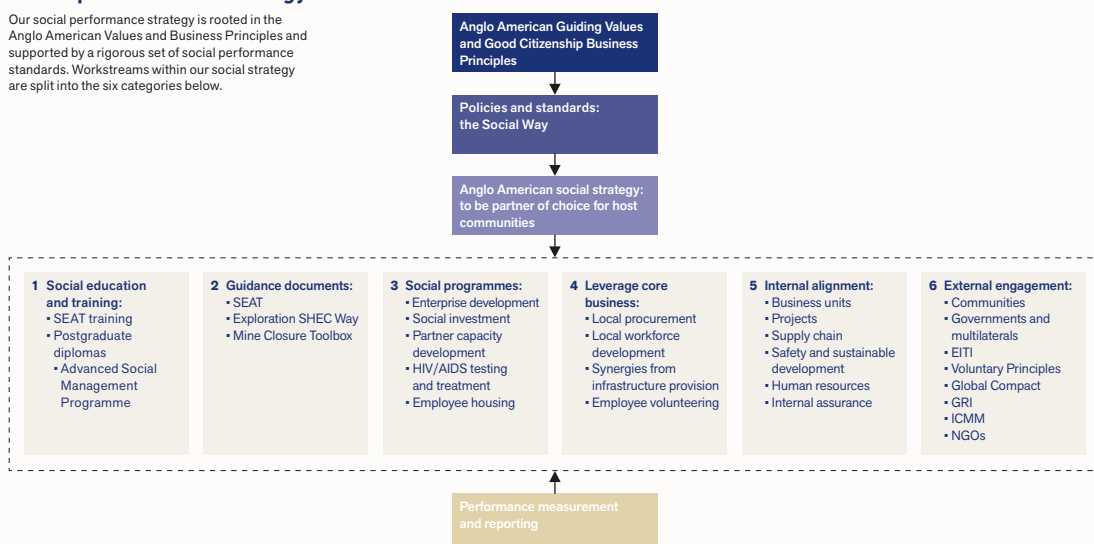 Our social performance strategy is rooted in the
Anglo American Values and Business Principles and
supported by a rigorous set of social performance
standards. Workstreams within our social strategy
are split into the six categories below.
Anglo American Guiding Values
and Good Citizenship Business
Principles
Policies and standards:
the Social Way
Anglo American social strategy:
to be partner of choice for host
communities
1 Social education
and training:
▪ SEAT training
▪ Postgraduate
diplomas
▪ Advanced Social
Management
Programme
2 Guidance documents:
▪ SEAT
▪ Exploration SHEC Way
▪ Mine Closure Toolbox
3 Social programmes:
▪ Enterprise development
▪ Social investment
▪ Partner capacity
development
▪ HIV/AIDS testing
and treatment
▪ Employee housing
4 Leverage core
business:
▪ Local procurement
▪ Local workforce
development
▪ Synergies from
infrastructure provision
▪ Employee volunteering
5 Internal alignment:
▪ Business units
▪ Projects
▪ Supply chain
▪ Safety and sustainable
development
▪ Human resources
▪ Internal assurance
6 External engagement:
▪ Communities
▪ Governments and
multilaterals
▪ EITI
▪ Voluntary Principles
▪ Global Compact
▪ GRI
▪ ICMM
▪ NGOs
Performance measurement
and reporting